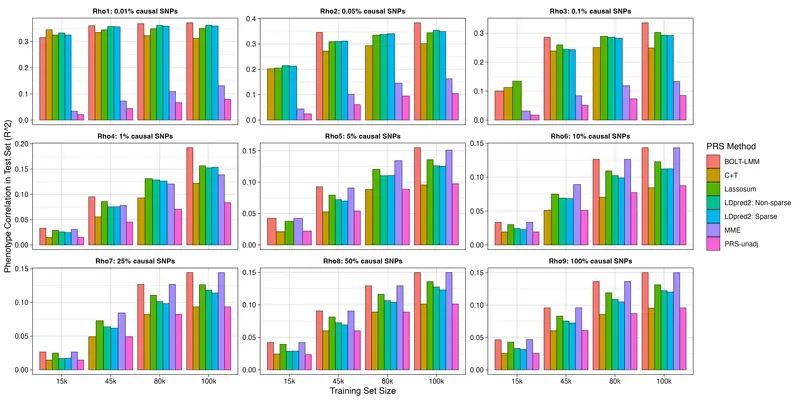 Rho1: 0.01% causal SNPs
Rho2: 0.05% causal SNPs
Rho3: 0.1% causal SNPs
0.3
0.2
0.1
0.0
0.4
0.3
0.2
0.1
0.0
0.3
0.2
0.1
0.0
Rho4: 1% causal SNPs
Rho5: 5% causal SNPs
Rho6: 10% causal SNPs
0.20
0.15
0.10
0.05
0.00
0.15
0.10
0.05
0.00
0.15
0.10
0.05
0.00
Rho7: 25% causal SNPs
Rho8: 50% causal SNPs
Rho9: 100% causal SNPs
0.15
0.10
0.05
0.00
0.15
0.10
0.05
0.00
0.15
0.10
0.05
0.00
15k 45k 80k 100k
15k 45k 80k 100k
15k 45k 80k 100k
Training Set Size
Phenotype Correlation in Test Set (R^2)
PRS Method
BOLT-LMM
C+T
Lassosum
LDpred2: Non-sparse
LDpred2: Sparse
MME
PRS-unadj